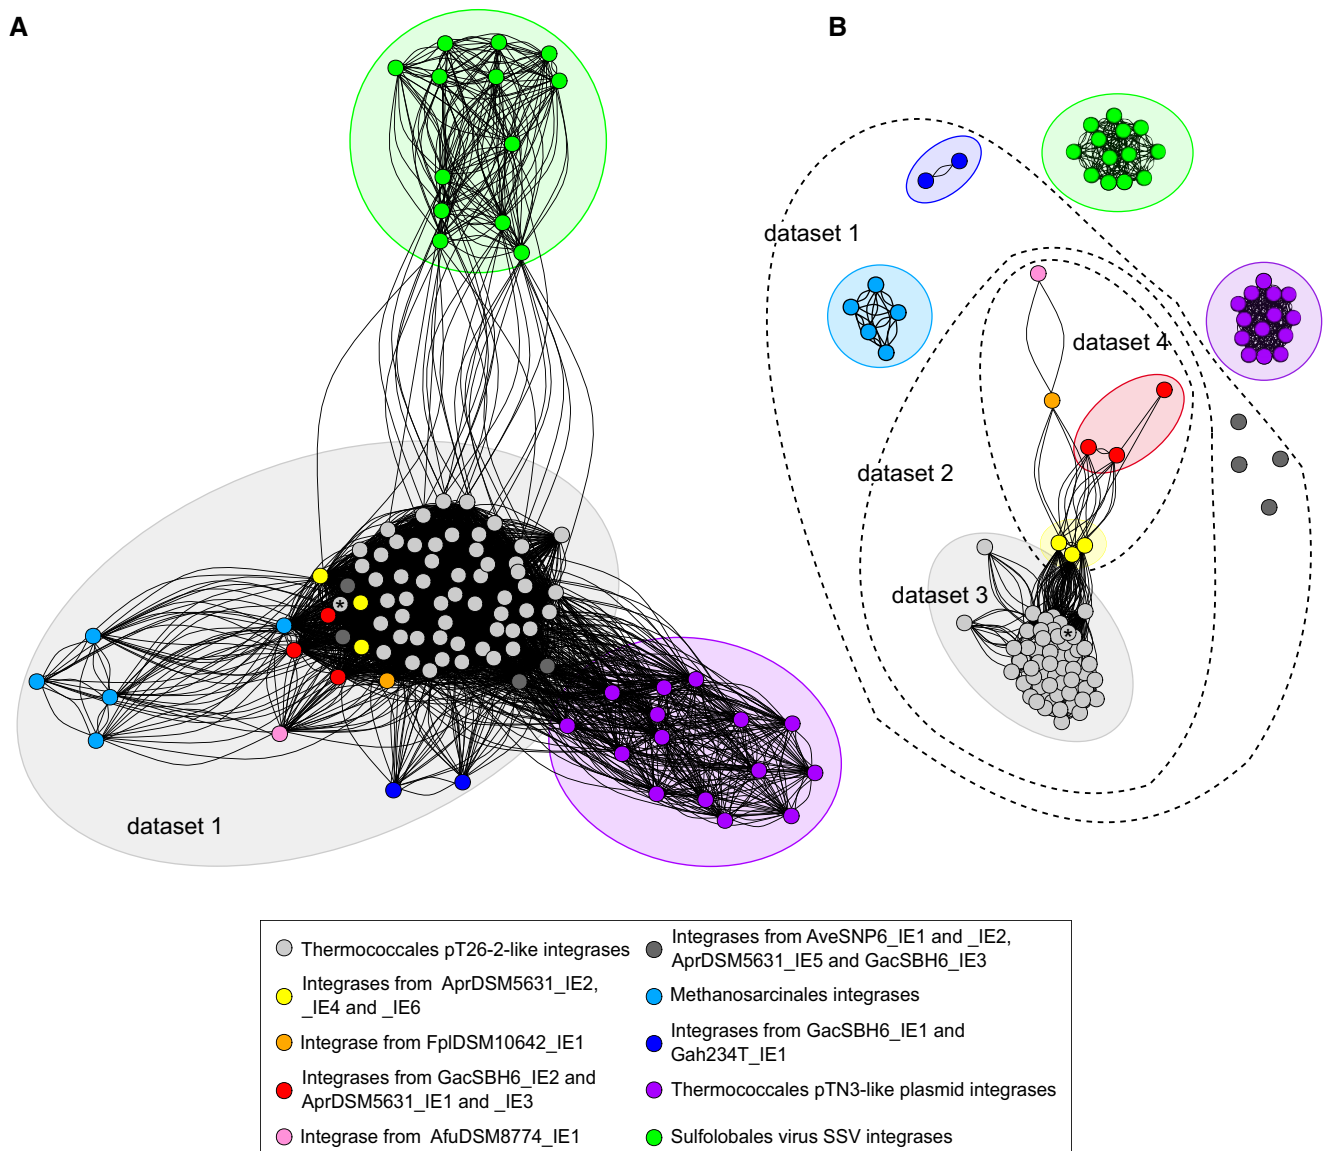 A
B
dataset 1
dataset 4
dataset 2
dataset 3
*
*
dataset 1
Thermococcales pT26-2-like integrases
Integrases from AprDSM5631_IE2,
_IE4 and _IE6
Integrase from FplDSM10642_IE1
Integrases from GacSBH6_IE2 and
AprDSM5631_IE1 and _IE3
Integrase from AfuDSM8774_IE1
Integrases from AveSNP6_IE1 and _IE2,
AprDSM5631_IE5 and GacSBH6_IE3
Methanosarcinales integrases
Integrases from GacSBH6_IE1 and
Gah234T_IE1
Thermococcales pTN3-like plasmid integrases
Sulfolobales virus SSV integrases